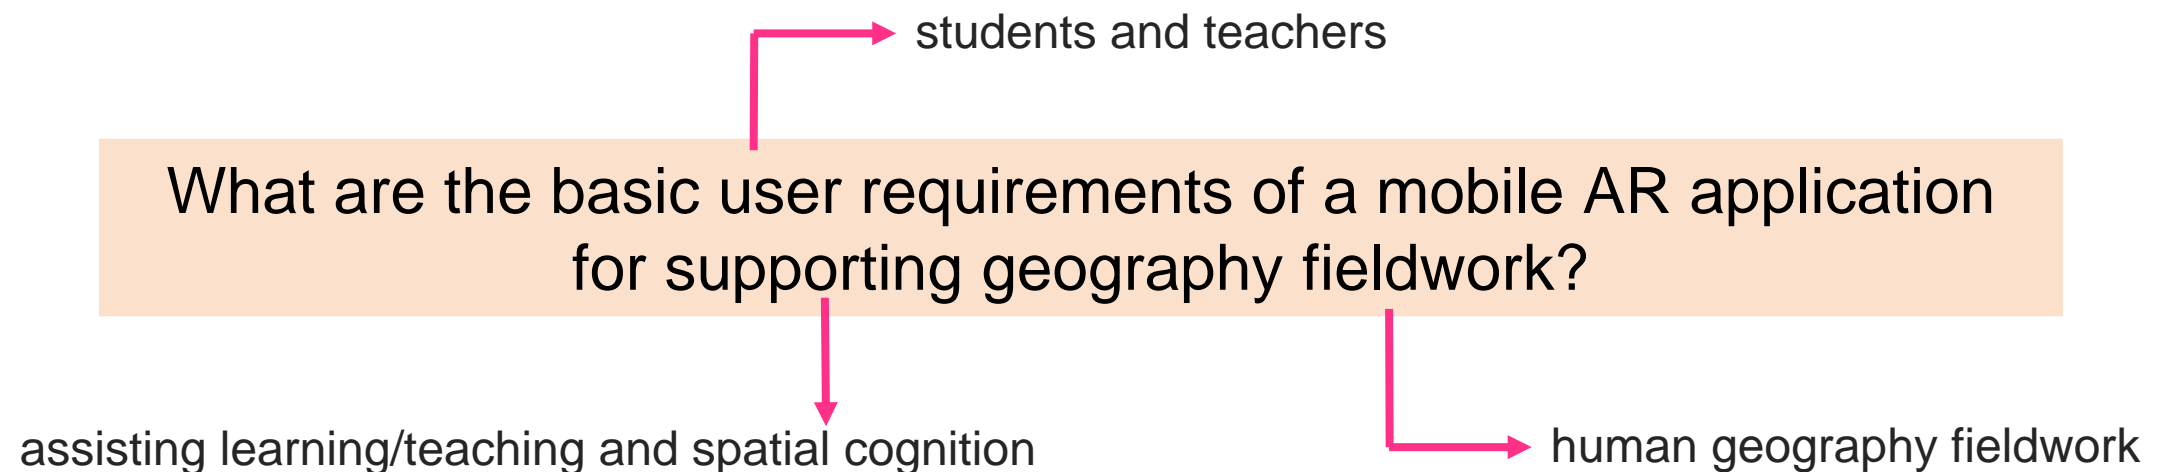 students and teachers
What are the basic user requirements of a mobile AR application
for supporting geography fieldwork?
assisting learning/teaching and spatial cognition
human geography fieldwork